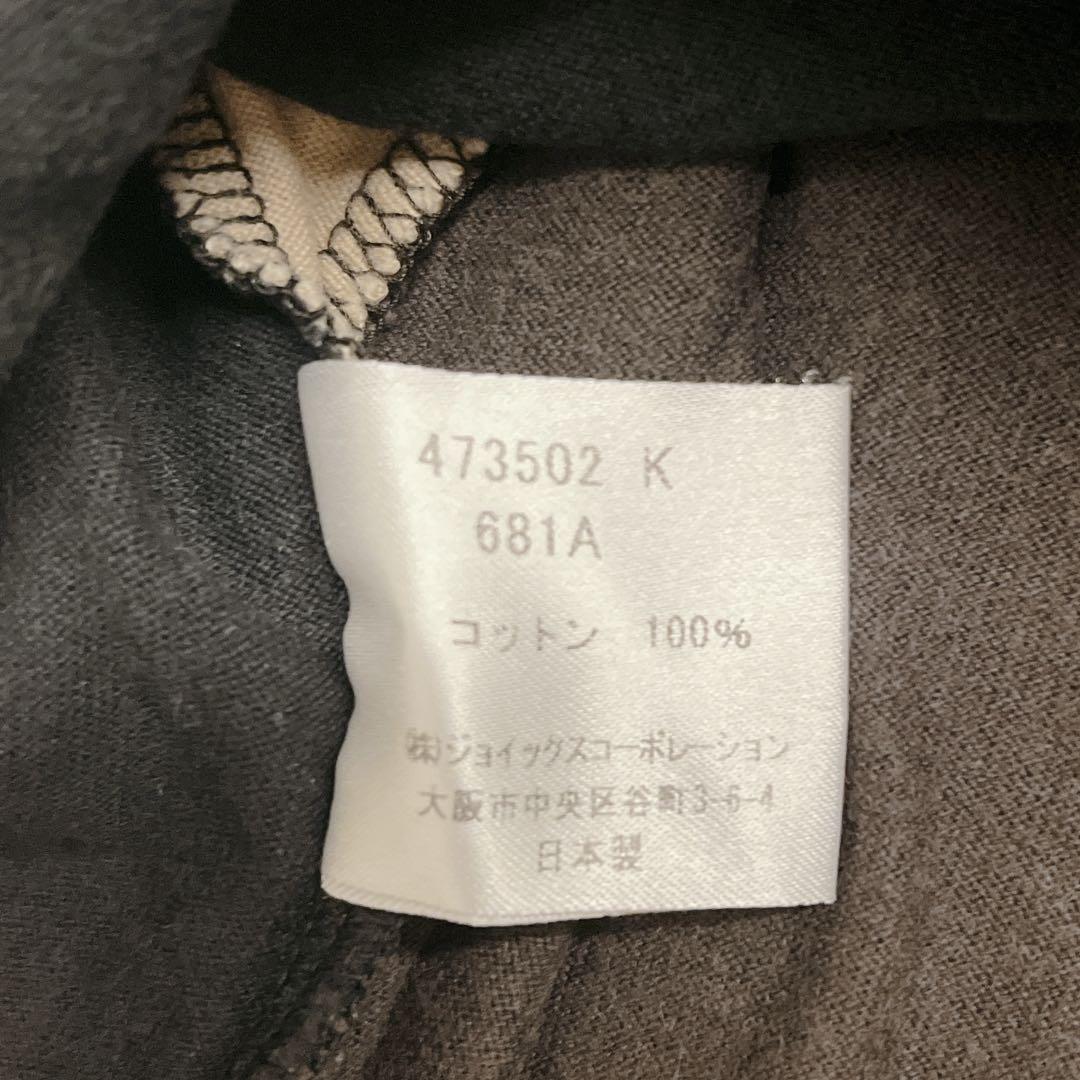 473502 K
681A
コットン 100%
(株)ジョイックスコーポレーション
大阪市中央区谷町3-6-4
日本製